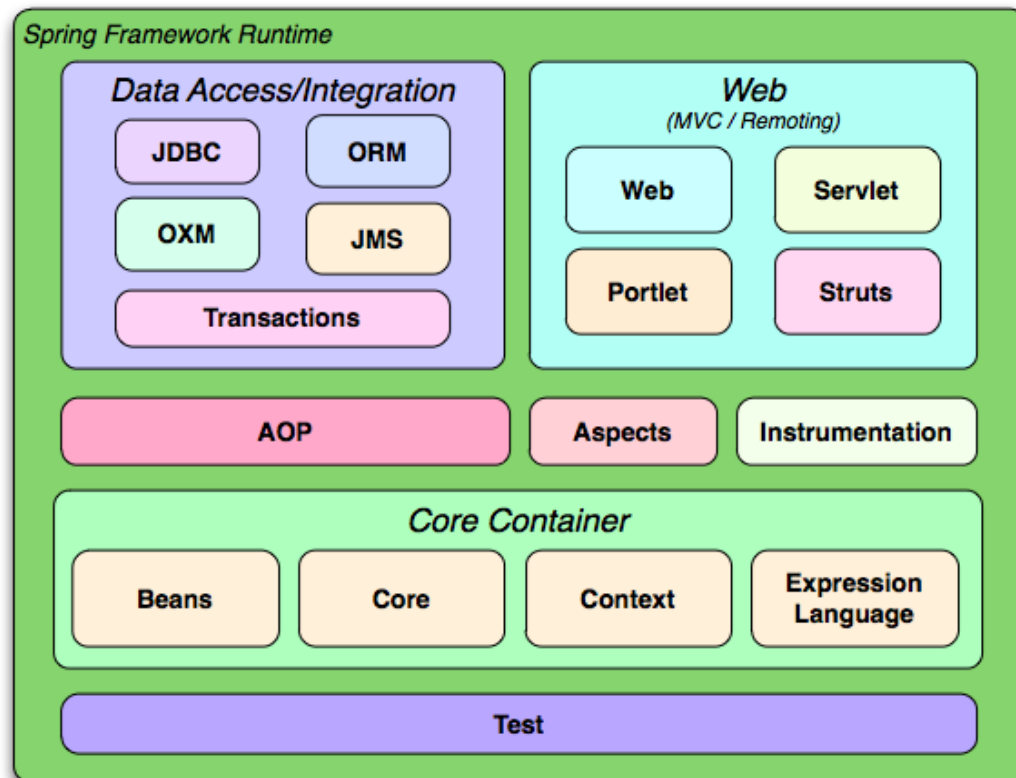 Spring Framework Runtime
Data Access/Integration
JDBC
ORM
OXM
JMS
Transactions
Web
(MVC / Remoting)
Web
Servlet
Portlet
Struts
AOP
Aspects
Instrumentation
Core Container
Beans
Core
Context
Expression
Language
Test